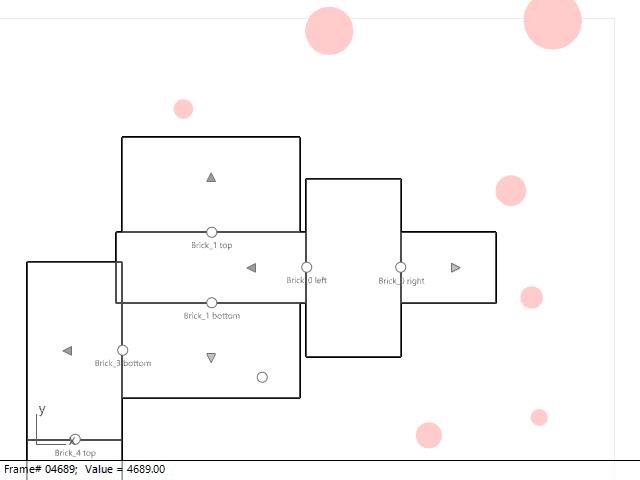 Brick_1 top
Brick_0 left
Brick_0 right
Brick_1 bottom
Brick_3 bottom
y
x
Brick_4 top
Frame# 04689; Value = 4689.00